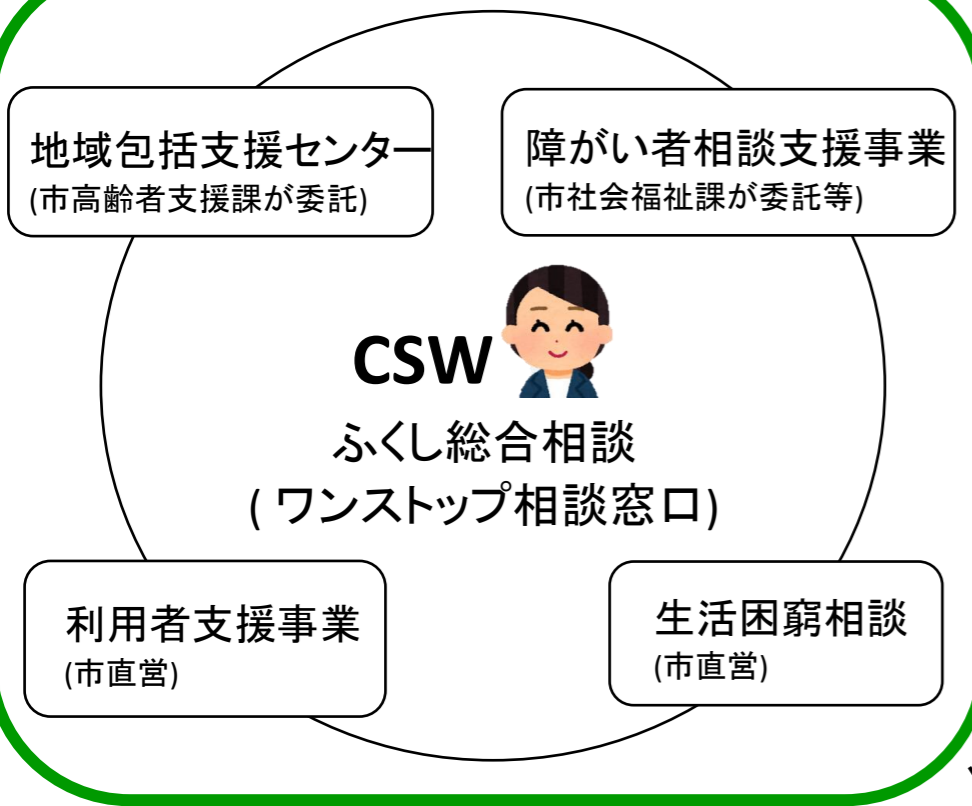 地域包括支援センター
(市高齢者支援課が委託)
障がい者相談支援事業
(市社会福祉課が委託等)
CSW
ふくし総合相談
( ワンストップ相談窓口)
利用者支援事業
(市直営)
生活困窮相談
(市直営)